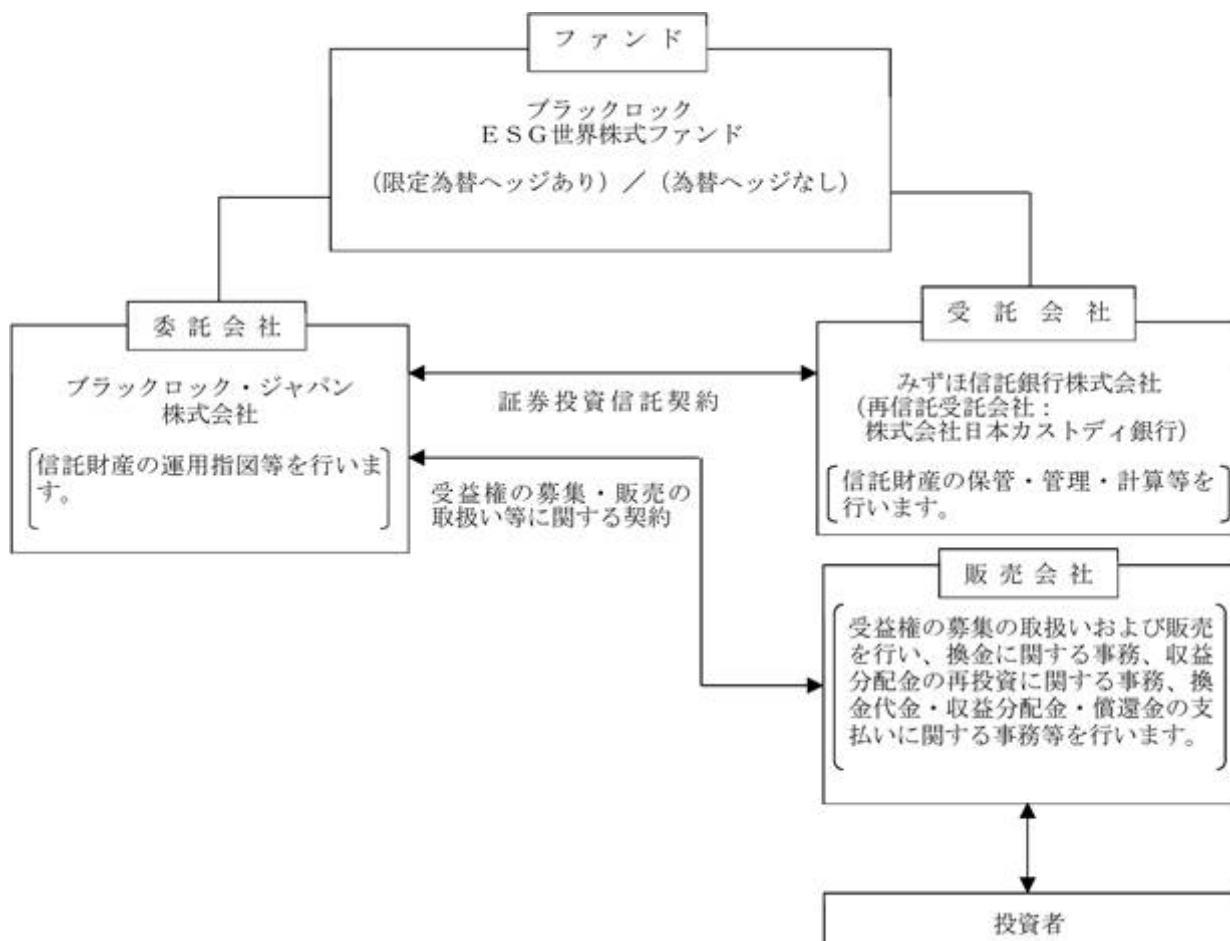 ファンド
ブラックロック
ＥＳＧ世界株式ファンド
（限定為替ヘッジあり）／（為替ヘッジなし）
委託会社
ブラックロック・ジャパン
株式会社
信託財産の運用指図等を行いま
す。
証券投資信託契約
受益権の募集・販売の
取扱い等に関する契約
受託会社
みずほ信託銀行株式会社
（再信託受託会社：
株式会社日本カストディ銀行）
信託財産の保管・管理・計算等を
行います。
販売会社
受益権の募集の取扱いおよび販売
を行い、換金に関する事務、収益
分配金の再投資に関する事務、換
金代金・収益分配金・償還金の支
払いに関する事務等を行います。
投資者